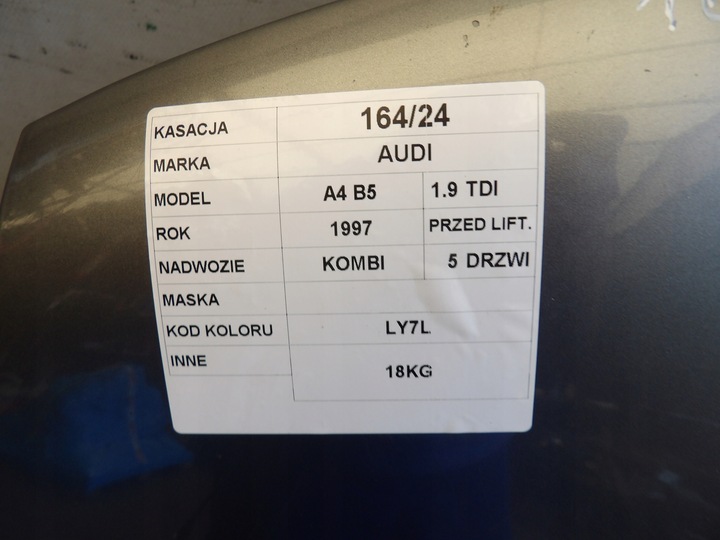 KASACJA 164/24
MARKA AUDI
MODEL A4 B5 1.9 TDI
ROK 1997 PRZED LIFT.
NADWOZIE KOMBI 5 DRZWI
MASKA
KOD KOLORU LY7L
INNE 18KG